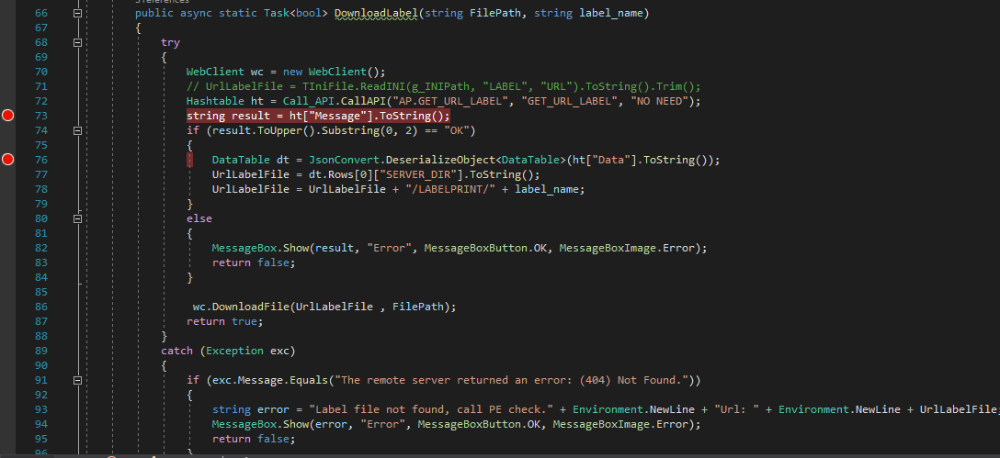 66 public async static Task<bool> DownloadLabel(string FilePath, string label_name)
67 {
68 try
69 {
70 WebClient wc = new WebClient();
71 // UrlLabelFile = TIniFile.ReadINI(g_INIPath, "LABEL", "URL").ToString().Trim();
72 Hashtable ht = Call_API.CallAPI("AP.GET_URL_LABEL", "GET_URL_LABEL", "NO NEED");
73 string result = ht["Message"].ToString();
74 if (result.ToUpper().Substring(0, 2) == "OK")
75 {
76 DataTable dt = JsonConvert.DeserializeObject<DataTable>(ht["Data"].ToString());
77 UrlLabelFile = dt.Rows[0]["SERVER_DIR"].ToString();
78 UrlLabelFile = UrlLabelFile + "/LABELPRINT/" + label_name;
79 }
80 else
81 {
82 MessageBox.Show(result, "Error", MessageBoxButton.OK, MessageBoxImage.Error);
83 return false;
84 }
85
86 wc.DownloadFile(UrlLabelFile , FilePath);
87 return true;
88 }
89 catch (Exception exc)
90 {
91 if (exc.Message.Equals("The remote server returned an error: (404) Not Found."))
92 {
93 string error = "Label file not found, call PE check." + Environment.NewLine + "Url: " + Environment.NewLine + UrlLabelFile;
94 MessageBox.Show(error, "Error", MessageBoxButton.OK, MessageBoxImage.Error);
95 return false;
96 }